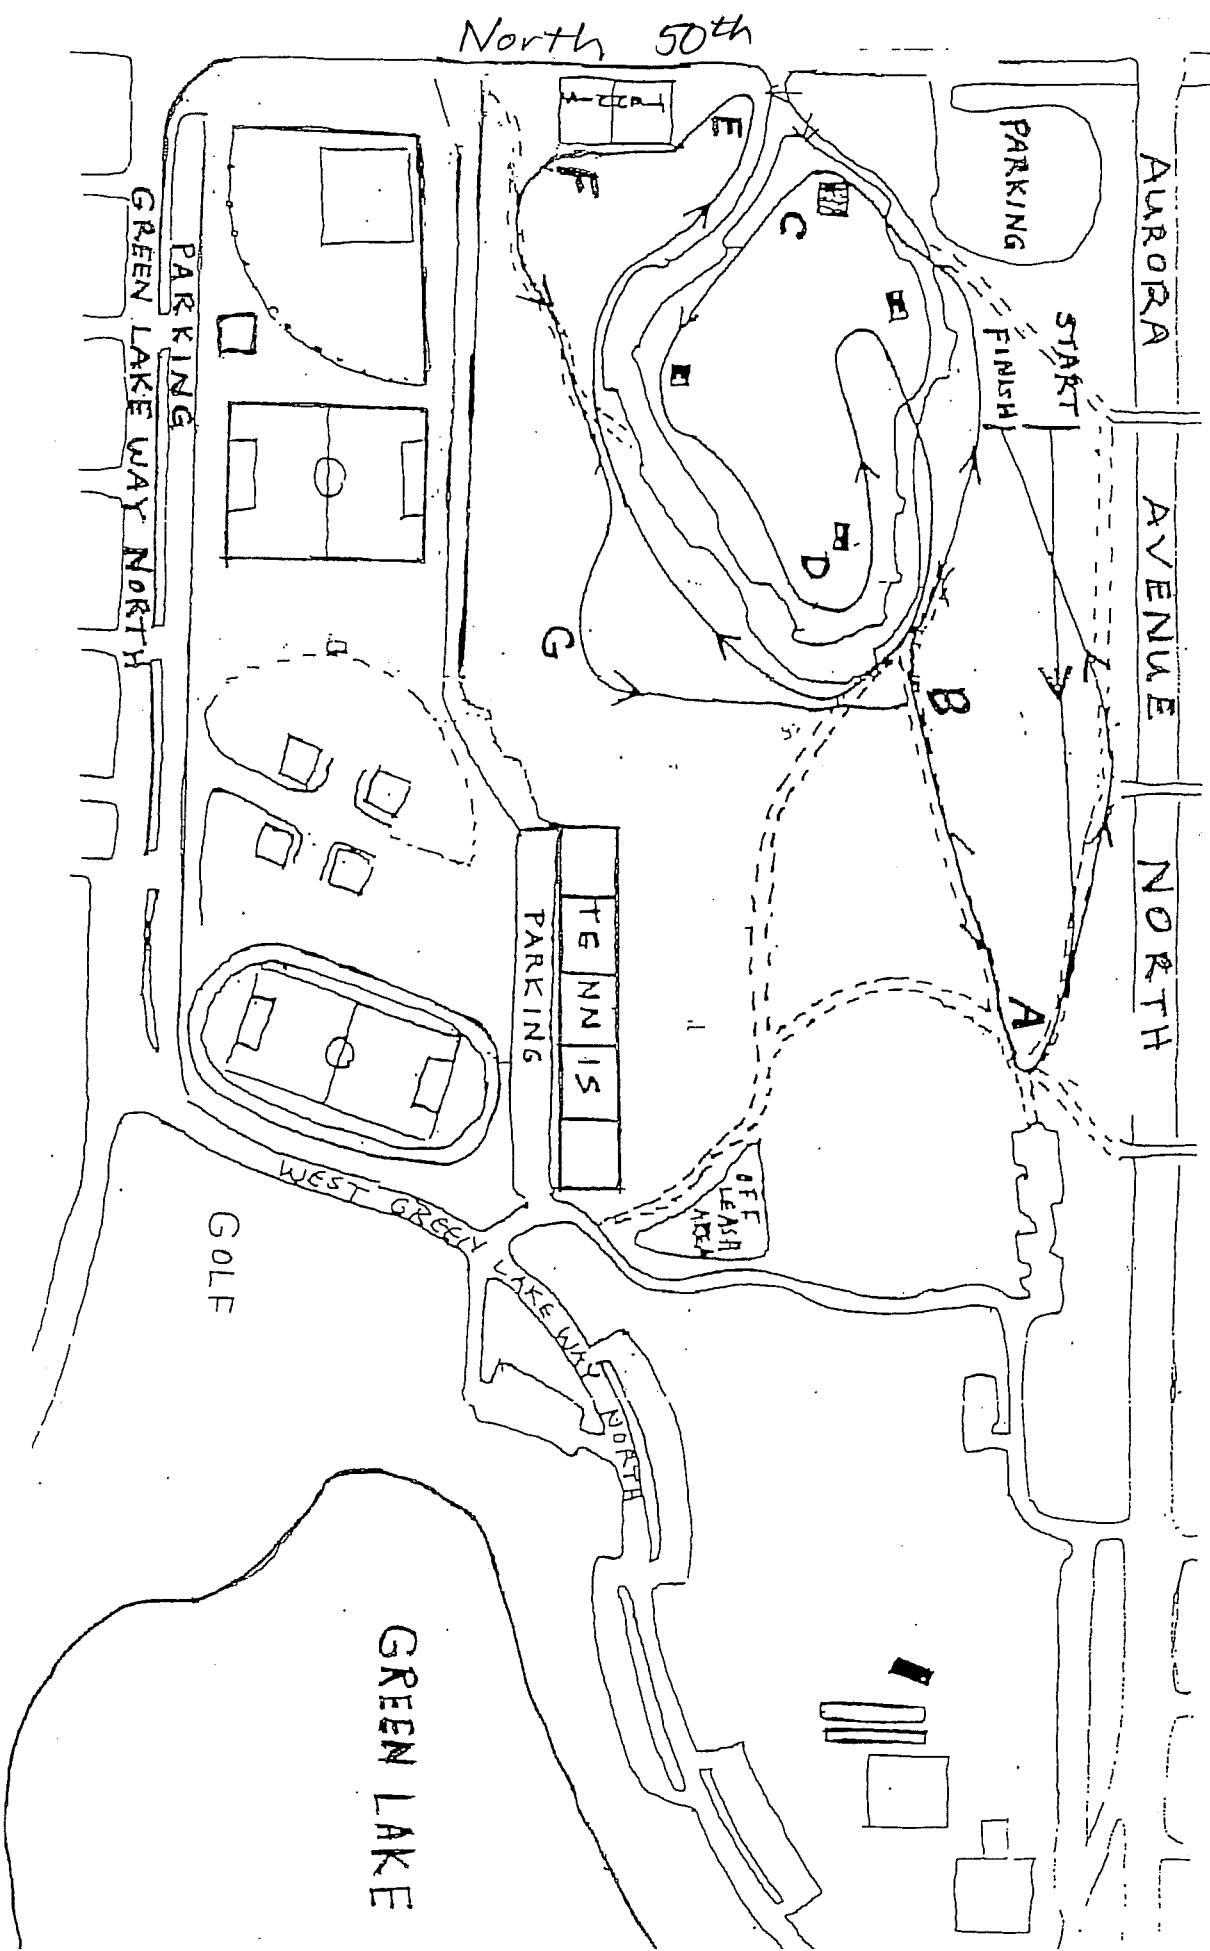 North 50th
AURORA AVENUE NORTH
PARKING
START
FINISH
E
F
C
D
G
B
A
PARKING
GREEN LAKE WAY NORTH
TENNIS
PARKING
OFF
LEASH
AREA
WEST GREEN LAKE WAY NORTH
GOLF
GREEN LAKE